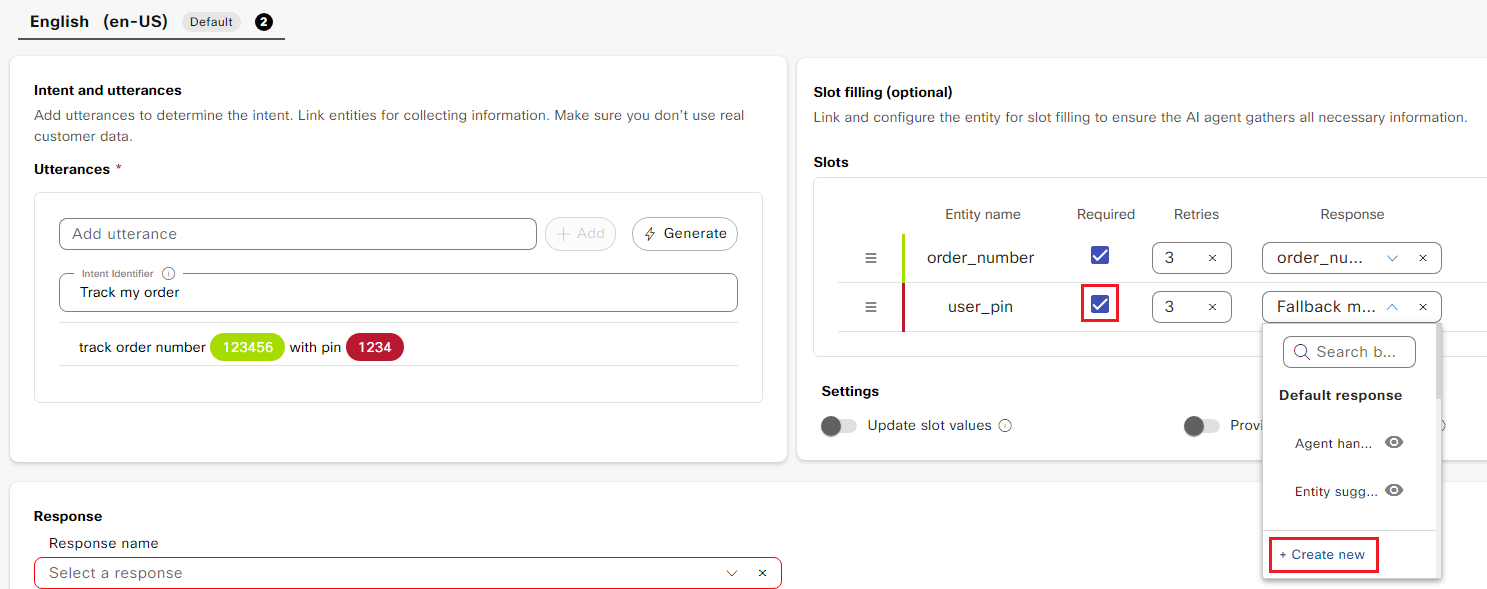 English (en-US) Default 2
Intent and utterances
Add utterances to determine the intent. Link entities for collecting information. Make sure you don't use real
customer data.
Utterances *
Add utterance
+ Add
Generate
Intent Identifier
Track my order
track order number 123456 with pin 1234
Slot filling (optional)
Link and configure the entity for slot filling to ensure the AI agent gathers all necessary information.
Slots
Entity name Required Retries Response
order_number 3 × order_nu... ×
user_pin 3 × Fallback m... ×
Search b...
Default response
Agent han...
Entity sugg...
+ Create new
Settings
Update slot values
Provi
Response
Response name
Select a response ×